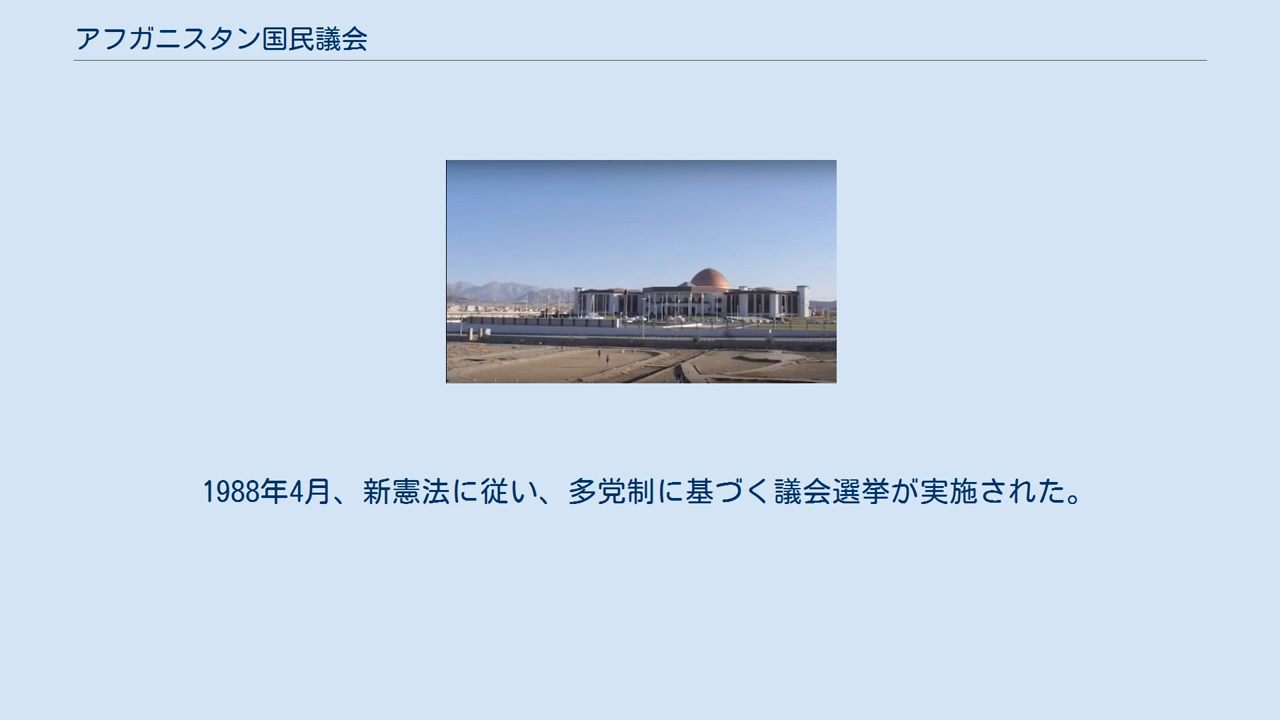 アフガニスタン国民議会
1988年4月、新憲法に従い、多党制に基づく議会選挙が実施された。